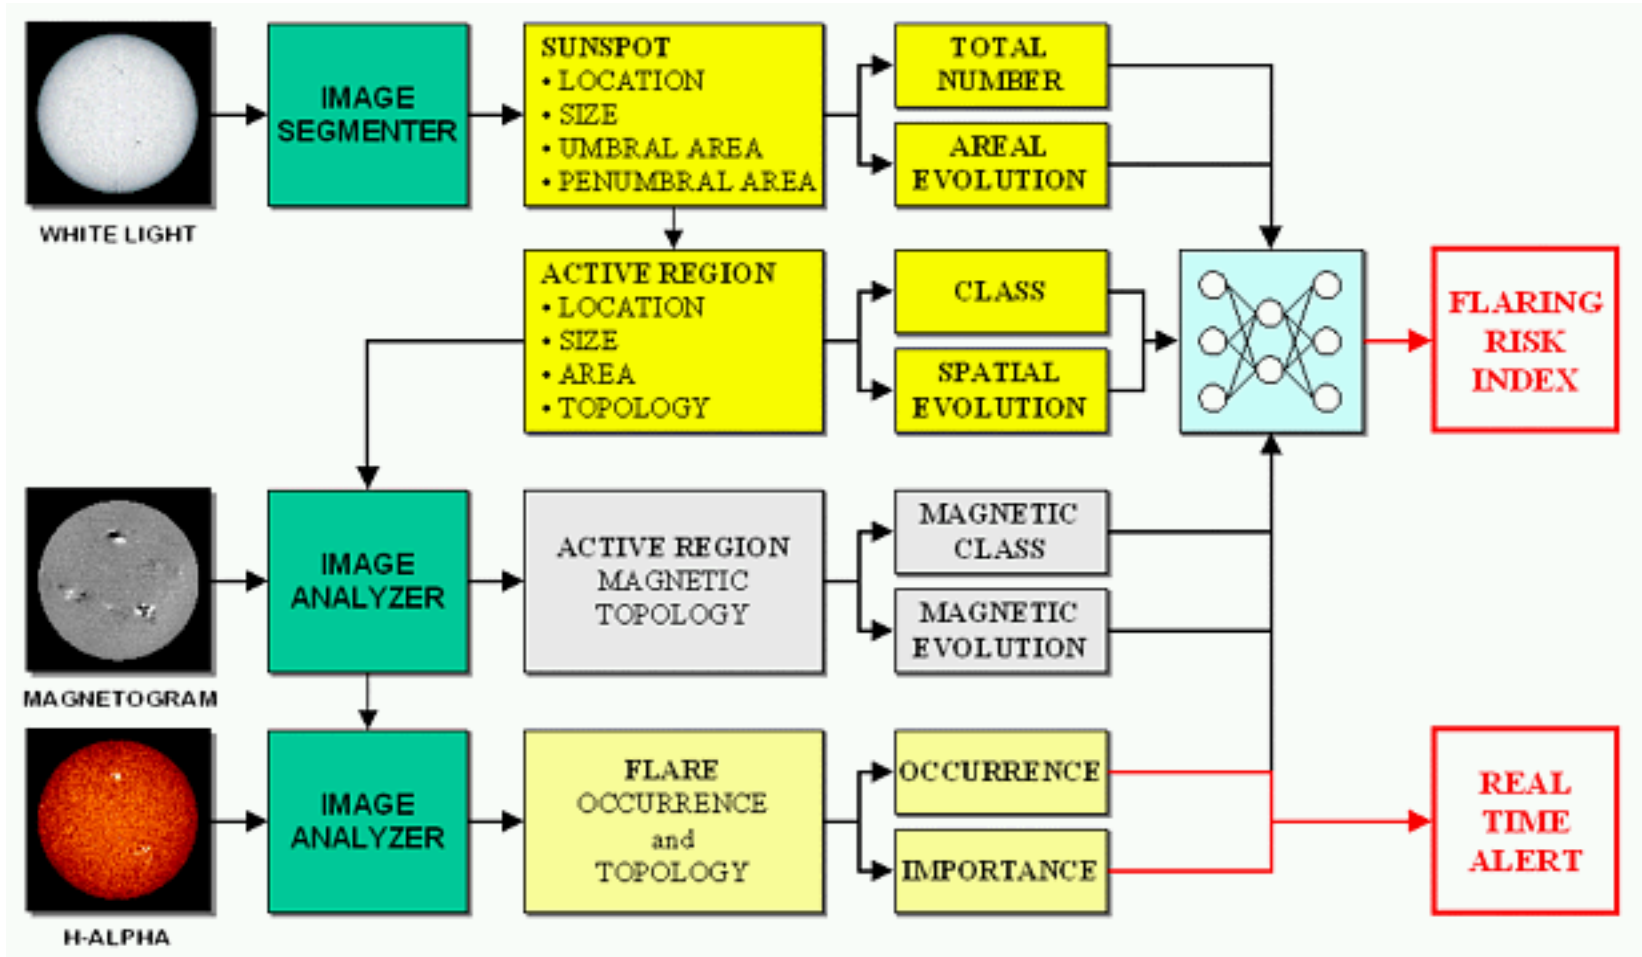 WHITE LIGHT
IMAGE
SEGMENTER
SUNSPOT
• LOCATION
• SIZE
• UMBRAL AREA
• PENUMBRAL AREA
TOTAL
NUMBER
AREAL
EVOLUTION
ACTIVE REGION
• LOCATION
• SIZE
• AREA
• TOPOLOGY
CLASS
SPATIAL
EVOLUTION
FLARING
RISK
INDEX
MAGNETOGRAM
IMAGE
ANALYZER
ACTIVE REGION
MAGNETIC
TOPOLOGY
MAGNETIC
CLASS
MAGNETIC
EVOLUTION
H-ALPHA
IMAGE
ANALYZER
FLARE
OCCURRENCE
and
TOPOLOGY
OCCURRENCE
IMPORTANCE
REAL
TIME
ALERT